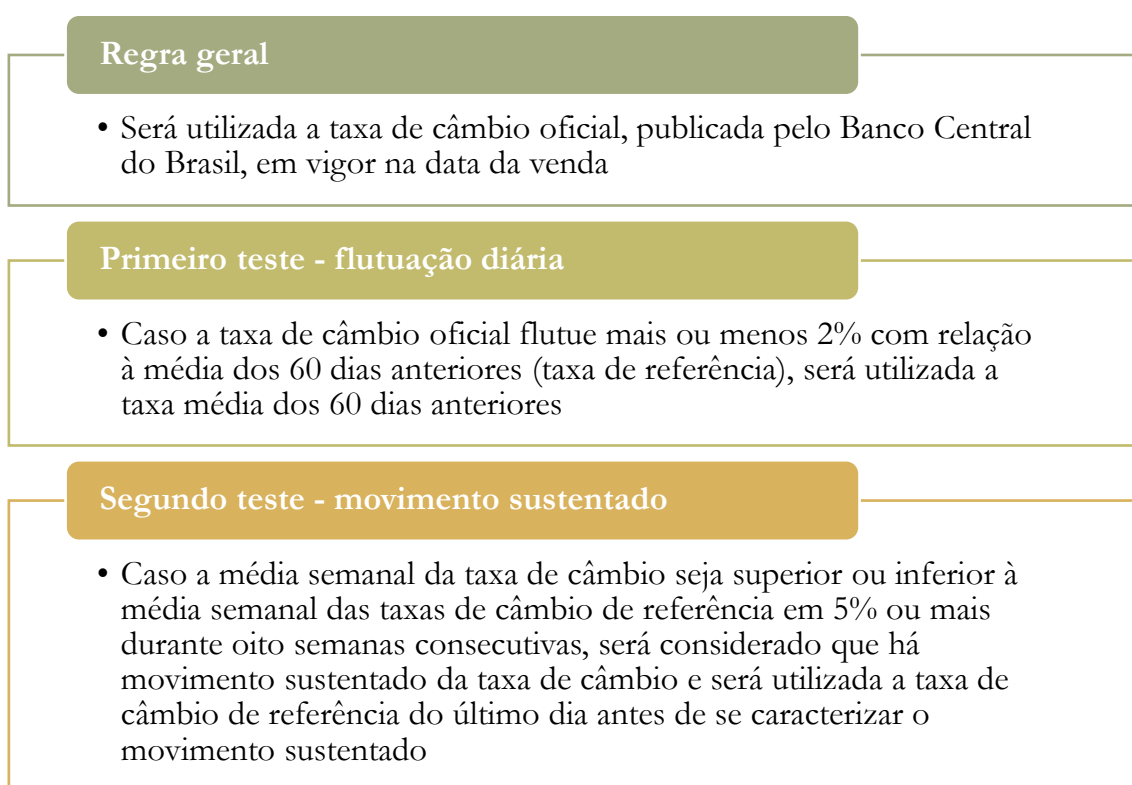 Regra geral
• Será utilizada a taxa de câmbio oficial, publicada pelo Banco Central
do Brasil, em vigor na data da venda
Primeiro teste - flutuação diária
• Caso a taxa de câmbio oficial flutue mais ou menos 2% com relação
à média dos 60 dias anteriores (taxa de referência), será utilizada a
taxa média dos 60 dias anteriores
Segundo teste - movimento sustentado
• Caso a média semanal da taxa de câmbio seja superior ou inferior à
média semanal das taxas de câmbio de referência em 5% ou mais
durante oito semanas consecutivas, será considerado que há
movimento sustentado da taxa de câmbio e será utilizada a taxa de
câmbio de referência do último dia antes de se caracterizar o
movimento sustentado